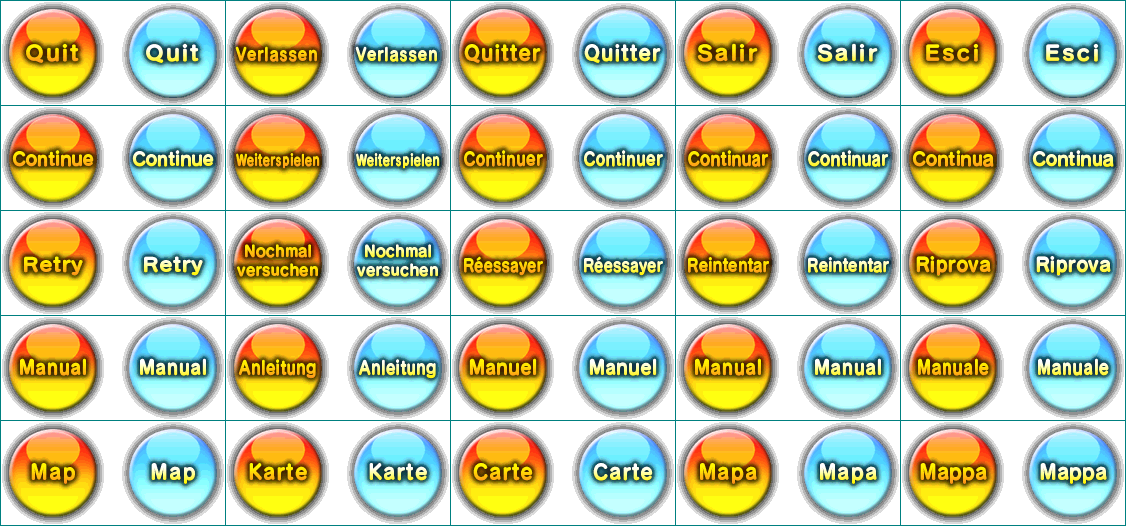 Quit Quit Verlassen Verlassen Quitter Quitter Salir Salir Esci Esci
Continue Continue Weiterspielen Weiterspielen Continuer Continuer Continuar Continuar Continua Continua
Retry Retry Nochmal versuchen Nochmal versuchen Réessayer Réessayer Reintentar Reintentar Riprova Riprova
Manual Manual Anleitung Anleitung Manuel Manuel Manual Manual Manuale Manuale
Map Map Karte Karte Carte Carte Mapa Mapa Mappa Mappa